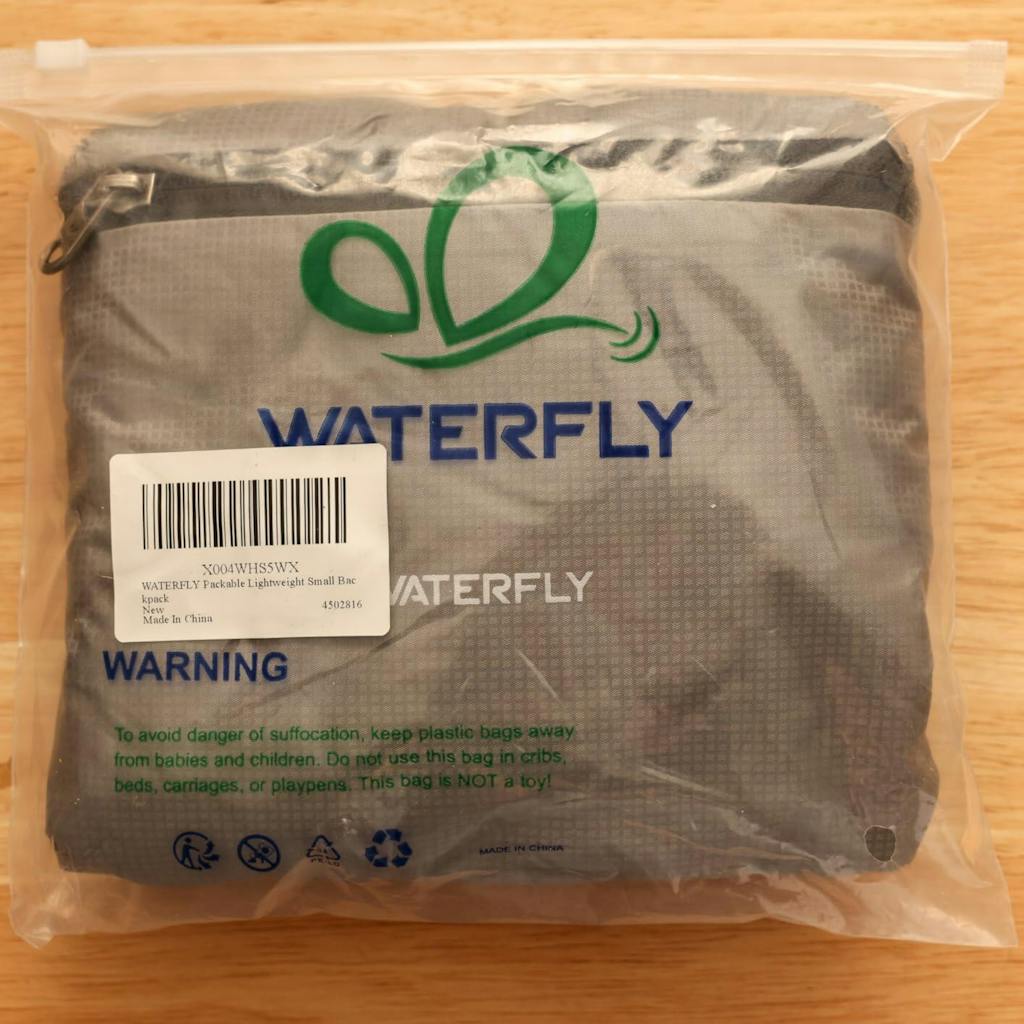 WATERFLY
X004WHS5WX
WATERFLY Packable Lightweight Small Bac
kpack
New
4502816
Made In China
WATERFLY
WARNING
To avoid danger of suffocation, keep plastic bags away
from babies and children. Do not use this bag in cribs,
beds, carriages, or playpens. This bag is NOT a toy!
MADE IN CHINA